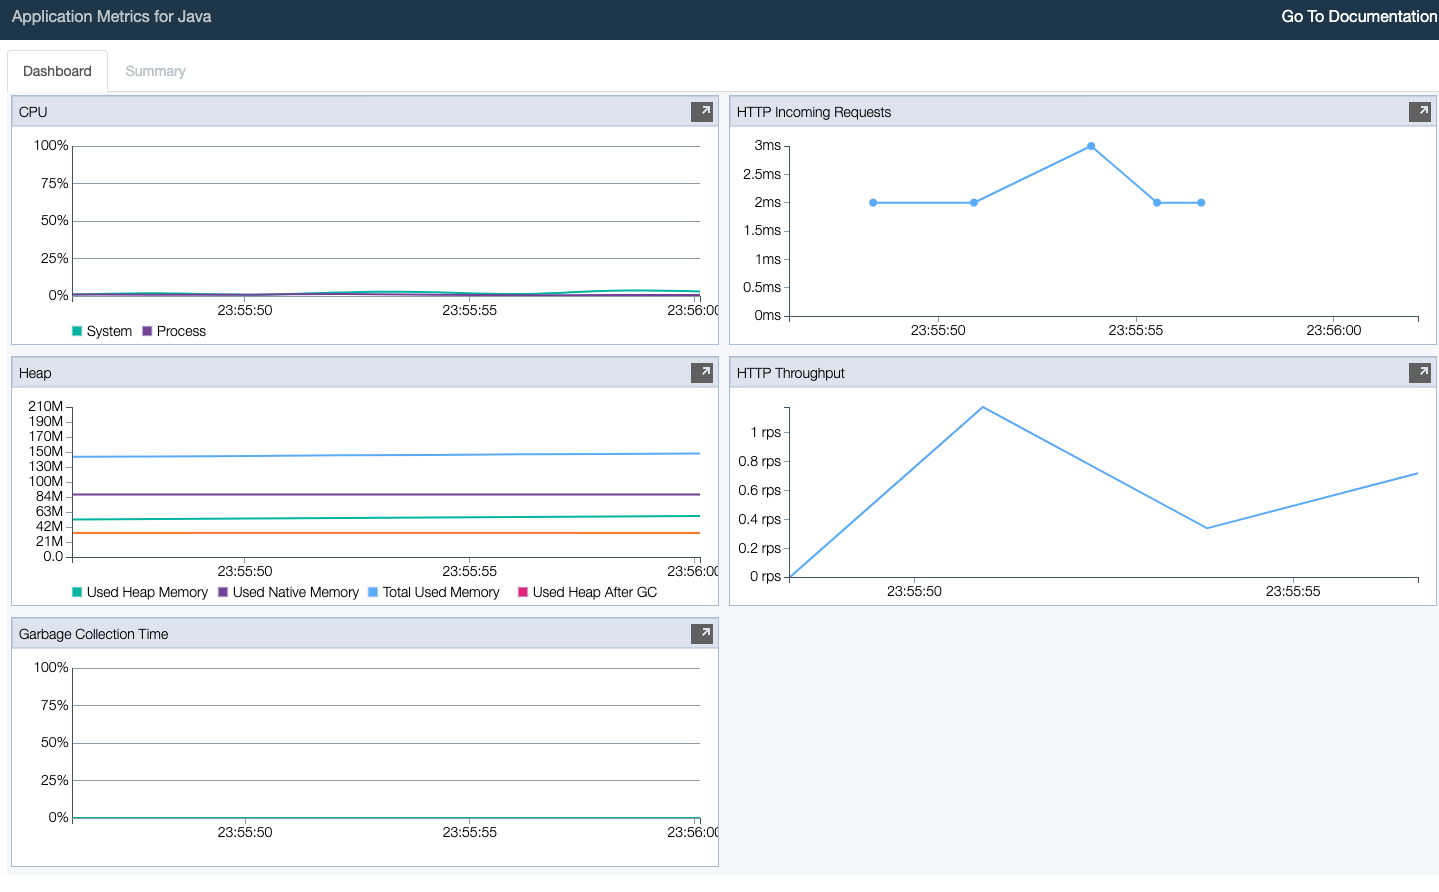 Application Metrics for Java
Go To Documentation
Dashboard Summary
CPU
100%
75%
50%
25%
0%
23:55:50 23:55:55 23:56:00
System Process
HTTP Incoming Requests
3ms
2.5ms
2ms
1.5ms
1ms
0.5ms
0ms
23:55:50 23:55:55 23:56:00
Heap
210M
190M
170M
150M
130M
100M
84M
63M
42M
21M
0.0
23:55:50 23:55:55 23:56:00
Used Heap Memory Used Native Memory Total Used Memory Used Heap After GC
HTTP Throughput
1 rps
0.8 rps
0.6 rps
0.4 rps
0.2 rps
0 rps
23:55:50 23:55:55
Garbage Collection Time
100%
75%
50%
25%
0%
23:55:50 23:55:55 23:56:00